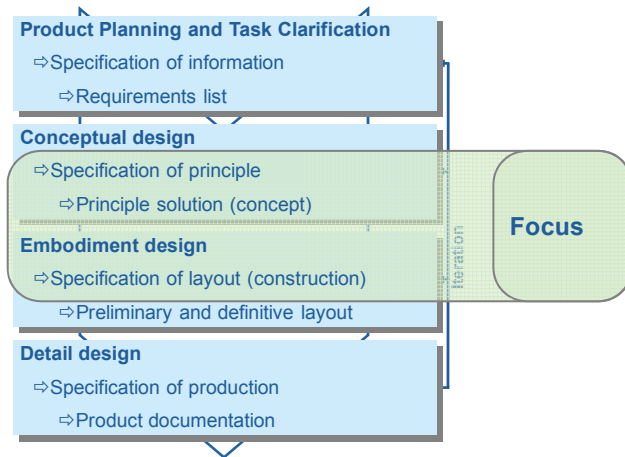 Product Planning and Task Clarification
⇨Specification of information
⇨Requirements list
Conceptual design
⇨Specification of principle
⇨Principle solution (concept)
Embodiment design
⇨Specification of layout (construction)
⇨Preliminary and definitive layout
Detail design
⇨Specification of production
⇨Product documentation
Iteration
Focus